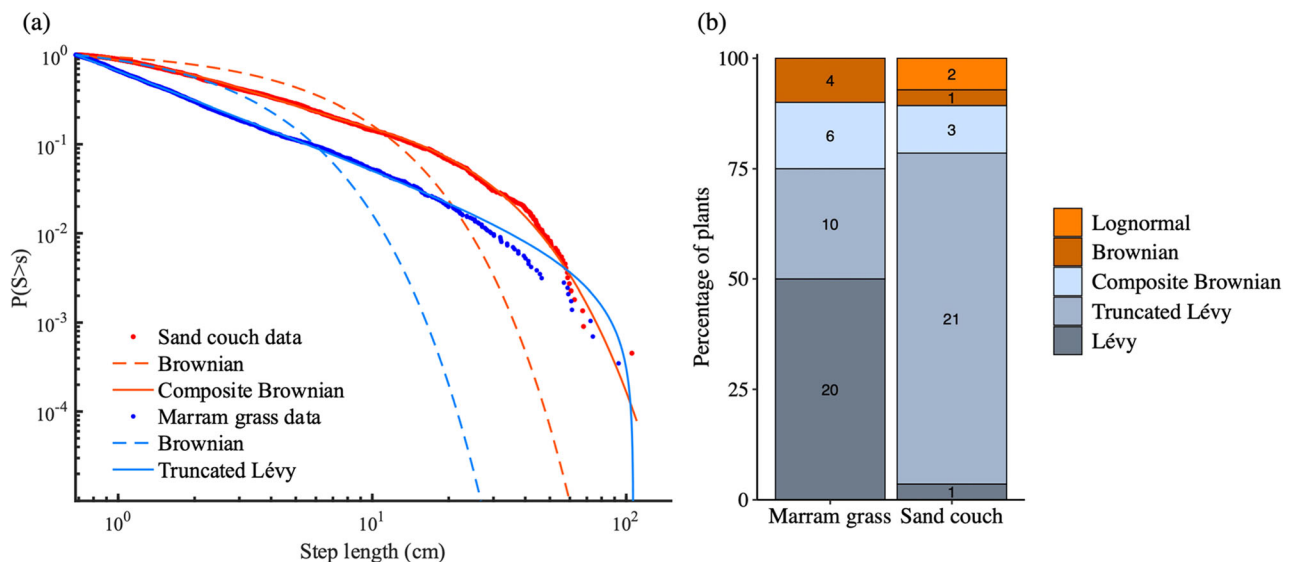 (a)
10^0
10^-1
10^-2
10^-3
10^-4
P(S>s)
Sand couch data
Brownian
Composite Brownian
Marram grass data
Brownian
Truncated Lévy
10^0 10^1 10^2
Step length (cm)
(b)
100
75
50
25
0
Percentage of plants
4
6
10
20
2
1
3
21
1
Marram grass Sand couch
Lognormal
Brownian
Composite Brownian
Truncated Lévy
Lévy